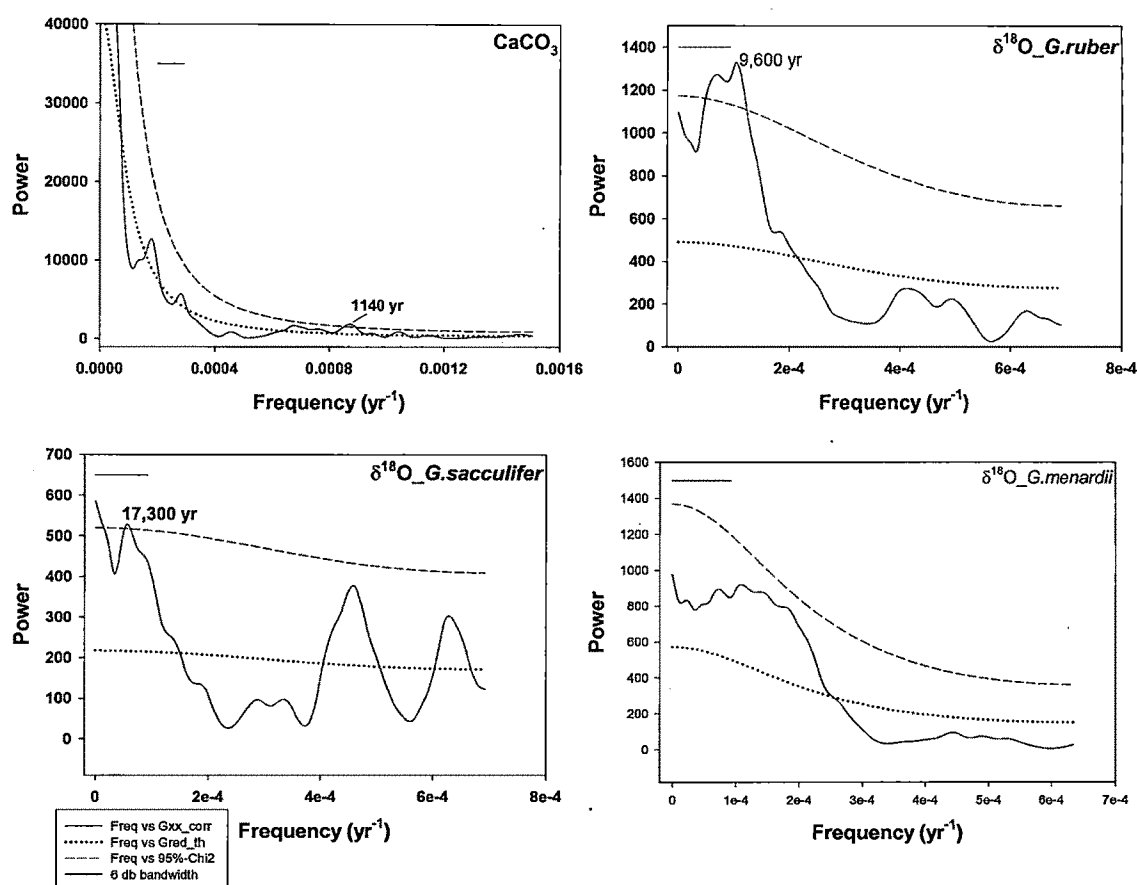 CaCO3
40000
30000
20000
10000
0
Power
1140 yr
0.0000 0.0004 0.0008 0.0012 0.0016
Frequency (yr-1)
δ18O_G.ruber
1400
1200
1000
800
600
400
200
0
Power
9,600 yr
0 2e-4 4e-4 6e-4 8e-4
Frequency (yr-1)
δ18O_G.sacculifer
700
600
500
400
300
200
100
0
Power
17,300 yr
0 2e-4 4e-4 6e-4 8e-4
Frequency (yr-1)
δ18O_G.menardii
1600
1400
1200
1000
800
600
400
200
0
Power
0 1e-4 2e-4 3e-4 4e-4 5e-4 6e-4 7e-4
Frequency (yr-1)
Freq vs Gxx_corr
Freq vs Gred_th
Freq vs 95%-Chi2
6 db bandwidth